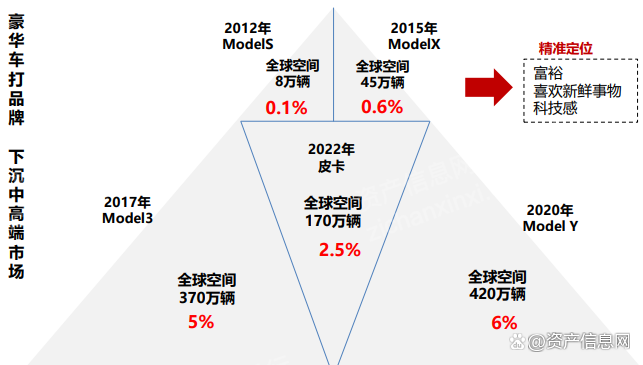 豪华车打品牌 下沉中高端市场
2012年
ModelS
全球空间
8万辆
0.1%
2015年
ModelX
全球空间
45万辆
0.6%
精准定位
富裕
喜欢新鲜事物
科技感
2022年
皮卡
全球空间
170万辆
2.5%
2017年
Model3
全球空间
370万辆
5%
2020年
Model Y
全球空间
420万辆
6%
@资产信息网